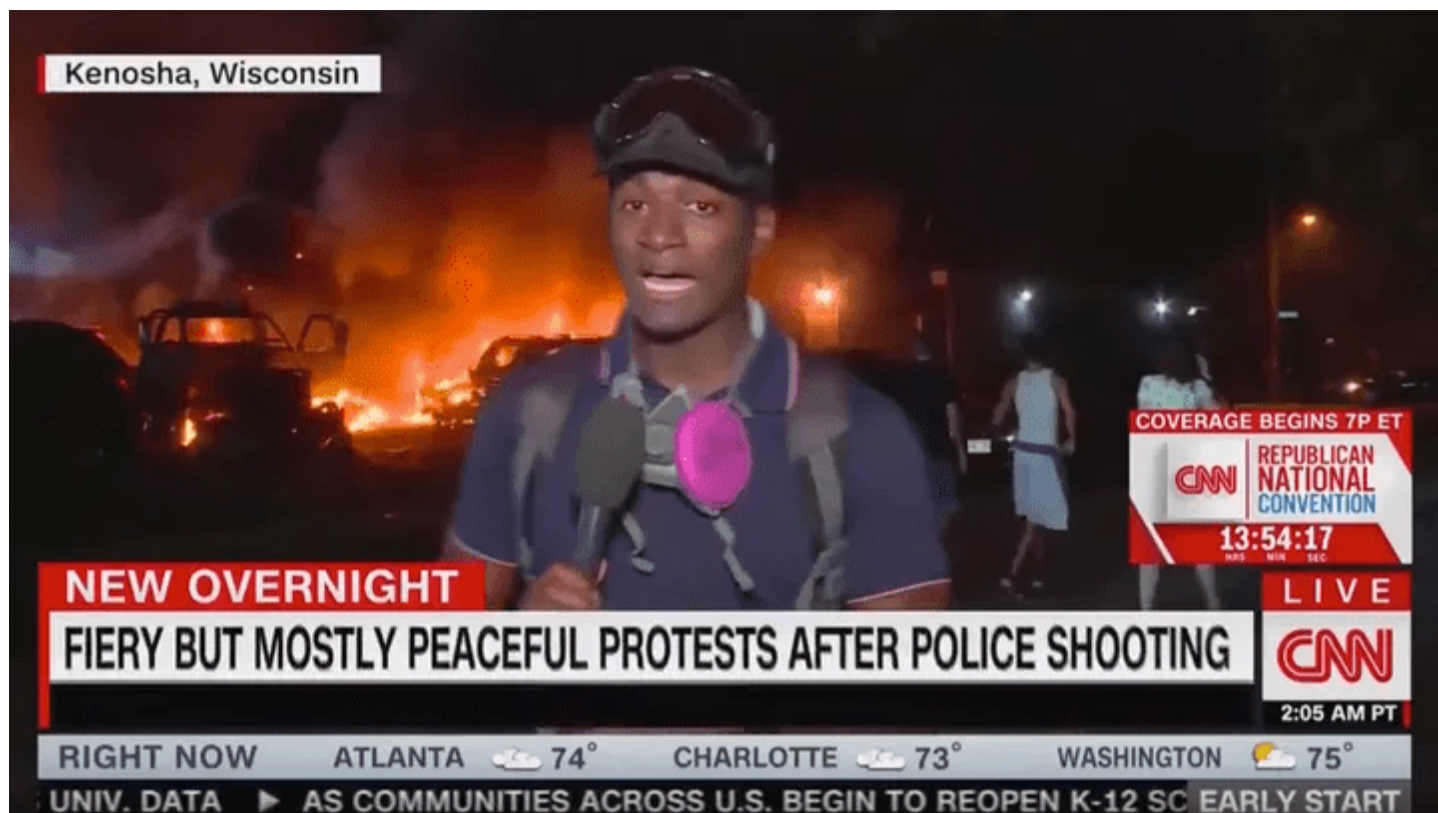 Kenosha, Wisconsin
COVERAGE BEGINS 7P ET
CNN
REPUBLICAN
NATIONAL
CONVENTION
13:54:17
HRS MIN SEC
NEW OVERNIGHT
LIVE
FIERY BUT MOSTLY PEACEFUL PROTESTS AFTER POLICE SHOOTING
CNN
2:05 AM PT
RIGHT NOW ATLANTA 74° CHARLOTTE 73° WASHINGTON 75°
UNIV. DATA ▶ AS COMMUNITIES ACROSS U.S. BEGIN TO REOPEN K-12 SC EARLY START